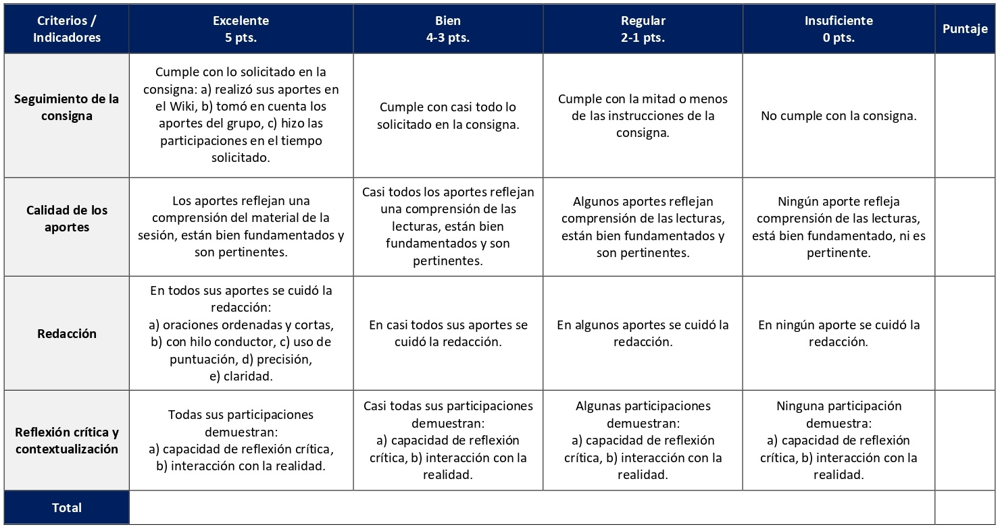 Criterios /
Indicadores
Excelente
5 pts.
Bien
4-3 pts.
Regular
2-1 pts.
Insuficiente
0 pts.
Puntaje
Seguimiento de la
consigna
Cumple con lo solicitado en la
consigna: a) realizó sus aportes en
el Wiki, b) tomó en cuenta los
aportes del grupo, c) hizo las
participaciones en el tiempo
solicitado.
Cumple con casi todo lo
solicitado en la consigna.
Cumple con la mitad o menos
de las instrucciones de la
consigna.
No cumple con la consigna.
Calidad de los
aportes
Los aportes reflejan una
comprensión del material de la
sesión, están bien fundamentados y
son pertinentes.
Casi todos los aportes reflejan
una comprensión de las
lecturas, están bien
fundamentados y son
pertinentes.
Algunos aportes reflejan
comprensión de las lecturas,
están bien fundamentados y
son pertinentes.
Ningún aporte refleja
comprensión de las lecturas,
está bien fundamentado, ni es
pertinente.
Redacción
En todos sus aportes se cuidó la
redacción:
a) oraciones ordenadas y cortas,
b) con hilo conductor, c) uso de
puntuación, d) precisión,
e) claridad.
En casi todos sus aportes se
cuidó la redacción.
En algunos aportes se cuidó la
redacción.
En ningún aporte se cuidó la
redacción.
Reflexión crítica y
contextualización
Todas sus participaciones
demuestran:
a) capacidad de reflexión crítica,
b) interacción con la realidad.
Casi todas sus participaciones
demuestran:
a) capacidad de reflexión
crítica, b) interacción con la
realidad.
Algunas participaciones
demuestran:
a) capacidad de reflexión
crítica, b) interacción con la
realidad.
Ninguna participación
demuestra:
a) capacidad de reflexión
crítica, b) interacción con la
realidad.
Total